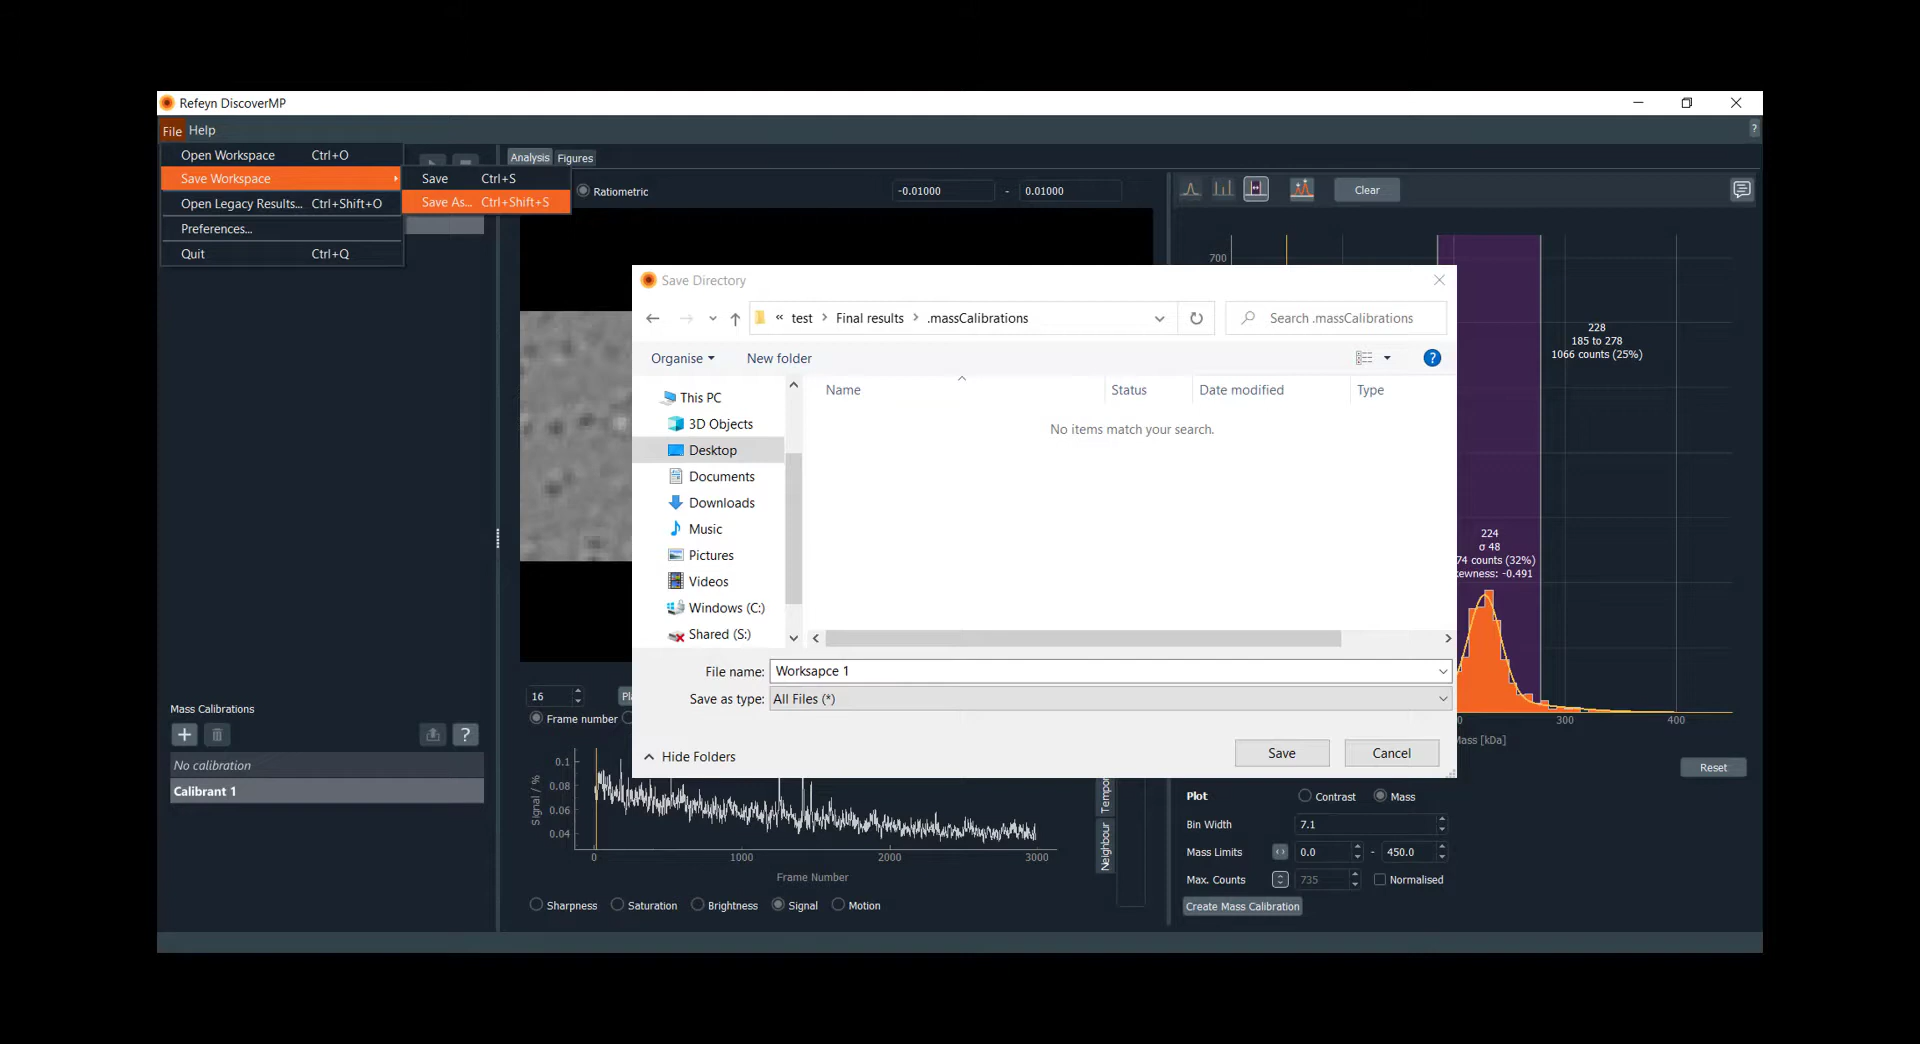 Refeyn DiscoverMP
File Help
?
Open Workspace Ctrl+O
Save Workspace
Open Legacy Results... Ctrl+Shift+O
Preferences...
Quit Ctrl+Q
Save Ctrl+S
Save As... Ctrl+Shift+S
Analysis Figures
Ratiometric
-0.01000 - 0.01000
Clear
700
228
185 to 278
1066 counts (25%)
224
σ 48
74 counts (32%)
ewness: -0.491
0 300 400
Mass [kDa]
Reset
Save Directory
« test > Final results > .massCalibrations
Search .massCalibrations
Organise New folder
?
This PC
3D Objects
Desktop
Documents
Downloads
Music
Pictures
Videos
Windows (C:)
Shared (S:)
Name Status Date modified Type
No items match your search.
File name: Worksapce 1
Save as type: All Files (*)
Hide Folders
Save Cancel
Mass Calibrations
+ ?
No calibration
Calibrant 1
16
Frame number
Signal / %
0.1
0.08
0.06
0.04
0 1000 2000 3000
Frame Number
Sharpness Saturation Brightness Signal Motion
Neighbour
Plot Contrast Mass
Bin Width 7.1
Mass Limits 0.0 - 450.0
Max. Counts 735 Normalised
Create Mass Calibration